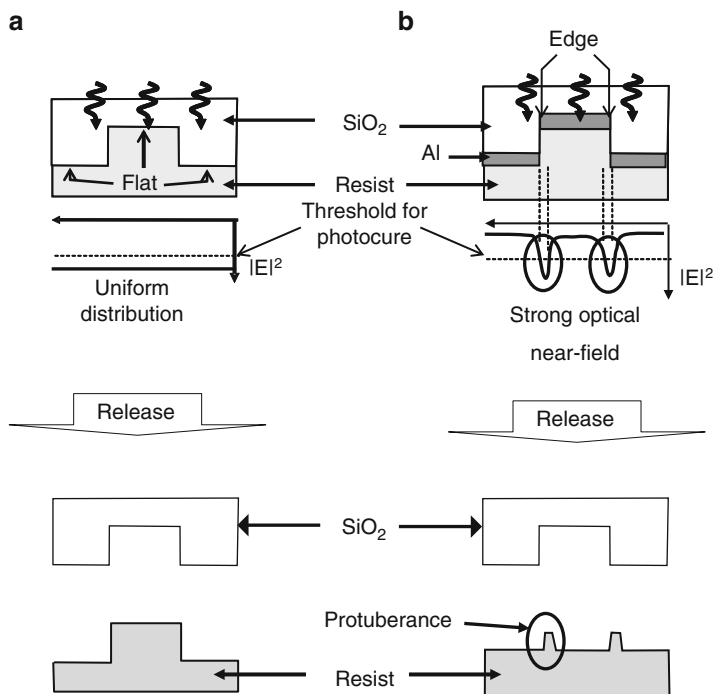 a
b
Edge
SiO2
Al
Flat
Resist
Threshold for
photocure
|E|2
|E|2
Uniform
distribution
Strong optical
near-field
Release
Release
SiO2
Protuberance
Resist